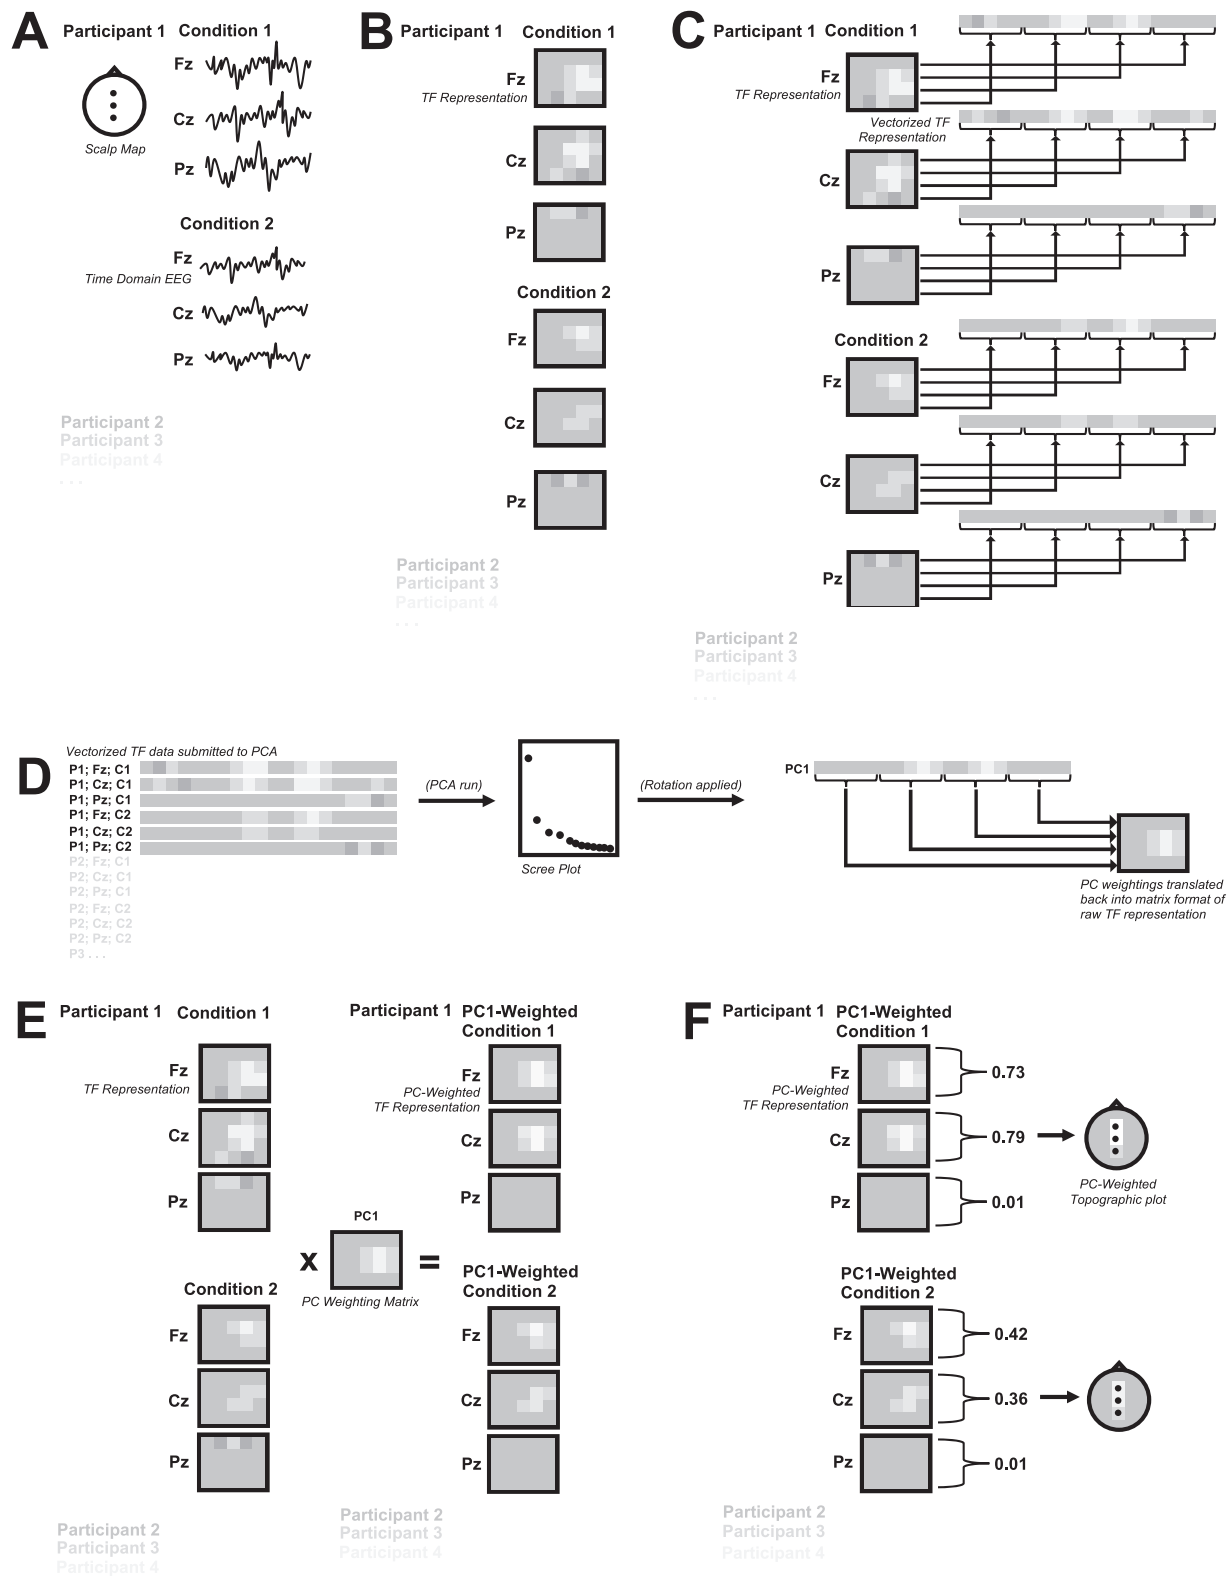 A
Participant 1
Condition 1
Fz
Cz
Pz
Scalp Map
Condition 2
Fz
Time Domain EEG
Cz
Pz
Participant 2
Participant 3
Participant 4
. . .
B
Participant 1
Condition 1
Fz
TF Representation
Cz
Pz
Condition 2
Fz
Cz
Pz
Participant 2
Participant 3
Participant 4
. . .
C
Participant 1
Condition 1
Fz
TF Representation
Vectorized TF
Representation
Cz
Pz
Condition 2
Fz
Cz
Pz
Participant 2
Participant 3
Participant 4
. . .
D
Vectorized TF data submitted to PCA
P1; Fz; C1
P1; Cz; C1
P1; Pz; C1
P1; Fz; C2
P1; Cz; C2
P1; Pz; C2
P2; Fz; C1
P2; Cz; C1
P2; Pz; C1
P2; Fz; C2
P2; Cz; C2
P2; Pz; C2
P3 . . .
(PCA run)
Scree Plot
(Rotation applied)
PC1
PC weightings translated
back into matrix format of
raw TF representation
E
Participant 1
Condition 1
Fz
TF Representation
Cz
Pz
Condition 2
Fz
Cz
Pz
Participant 2
Participant 3
Participant 4
x
PC1
=
PC Weighting Matrix
Participant 1
PC1-Weighted
Condition 1
Fz
PC-Weighted
TF Representation
Cz
Pz
PC1-Weighted
Condition 2
Fz
Cz
Pz
Participant 2
Participant 3
Participant 4
F
Participant 1
PC1-Weighted
Condition 1
Fz
0.73
PC-Weighted
TF Representation
Cz
0.79
Pz
0.01
PC-Weighted
Topographic plot
PC1-Weighted
Condition 2
Fz
0.42
Cz
0.36
Pz
0.01
Participant 2
Participant 3
Participant 4